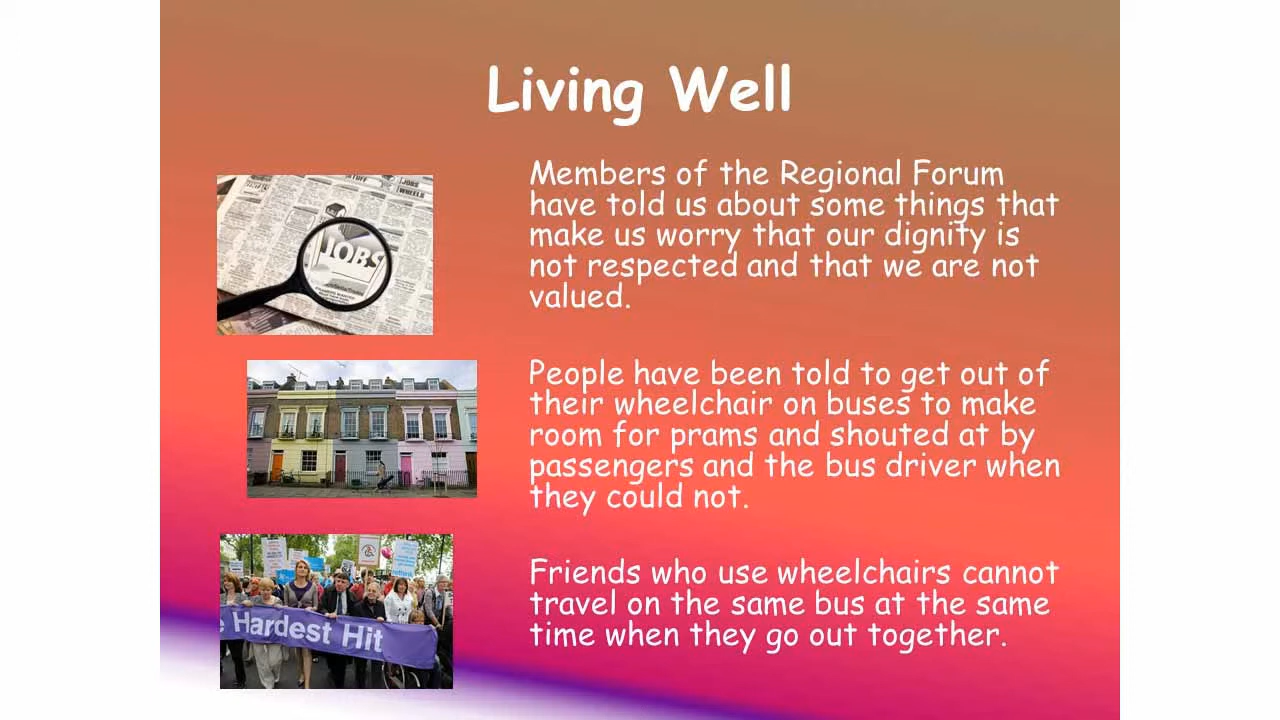 Living Well
Members of the Regional Forum
have told us about some things that
make us worry that our dignity is
not respected and that we are not
valued.
JOBS
WHEELS
JOBS
People have been told to get out of
their wheelchair on buses to make
room for prams and shouted at by
passengers and the bus driver when
they could not.
Hardest Hit
Friends who use wheelchairs cannot
travel on the same bus at the same
time when they go out together.